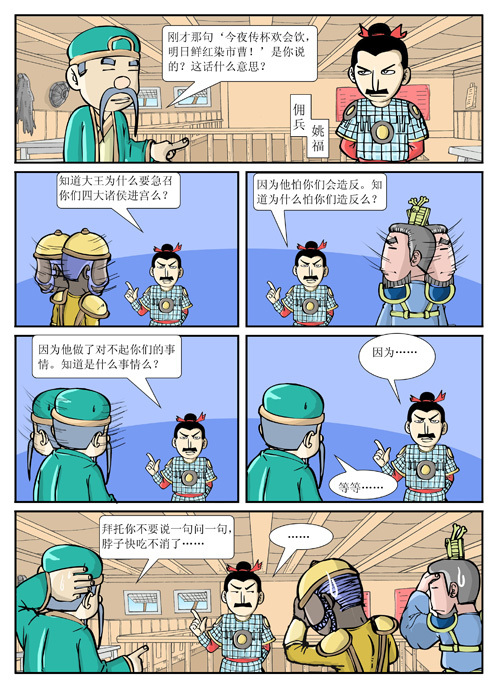 刚才那句‘今夜传杯欢会饮,
明日鲜红染市曹！’是你说
的？这话什么意思？
佣兵
姚福
知道大王为什么要急召
你们四大诸侯进宫么？
因为他怕你们会造反。知
道为什么怕你们造反么？
因为他做了对不起你们的事
情。知道是什么事情么？
因为……
等等……
拜托你不要说一句问一句,
脖子快吃不消了……
……